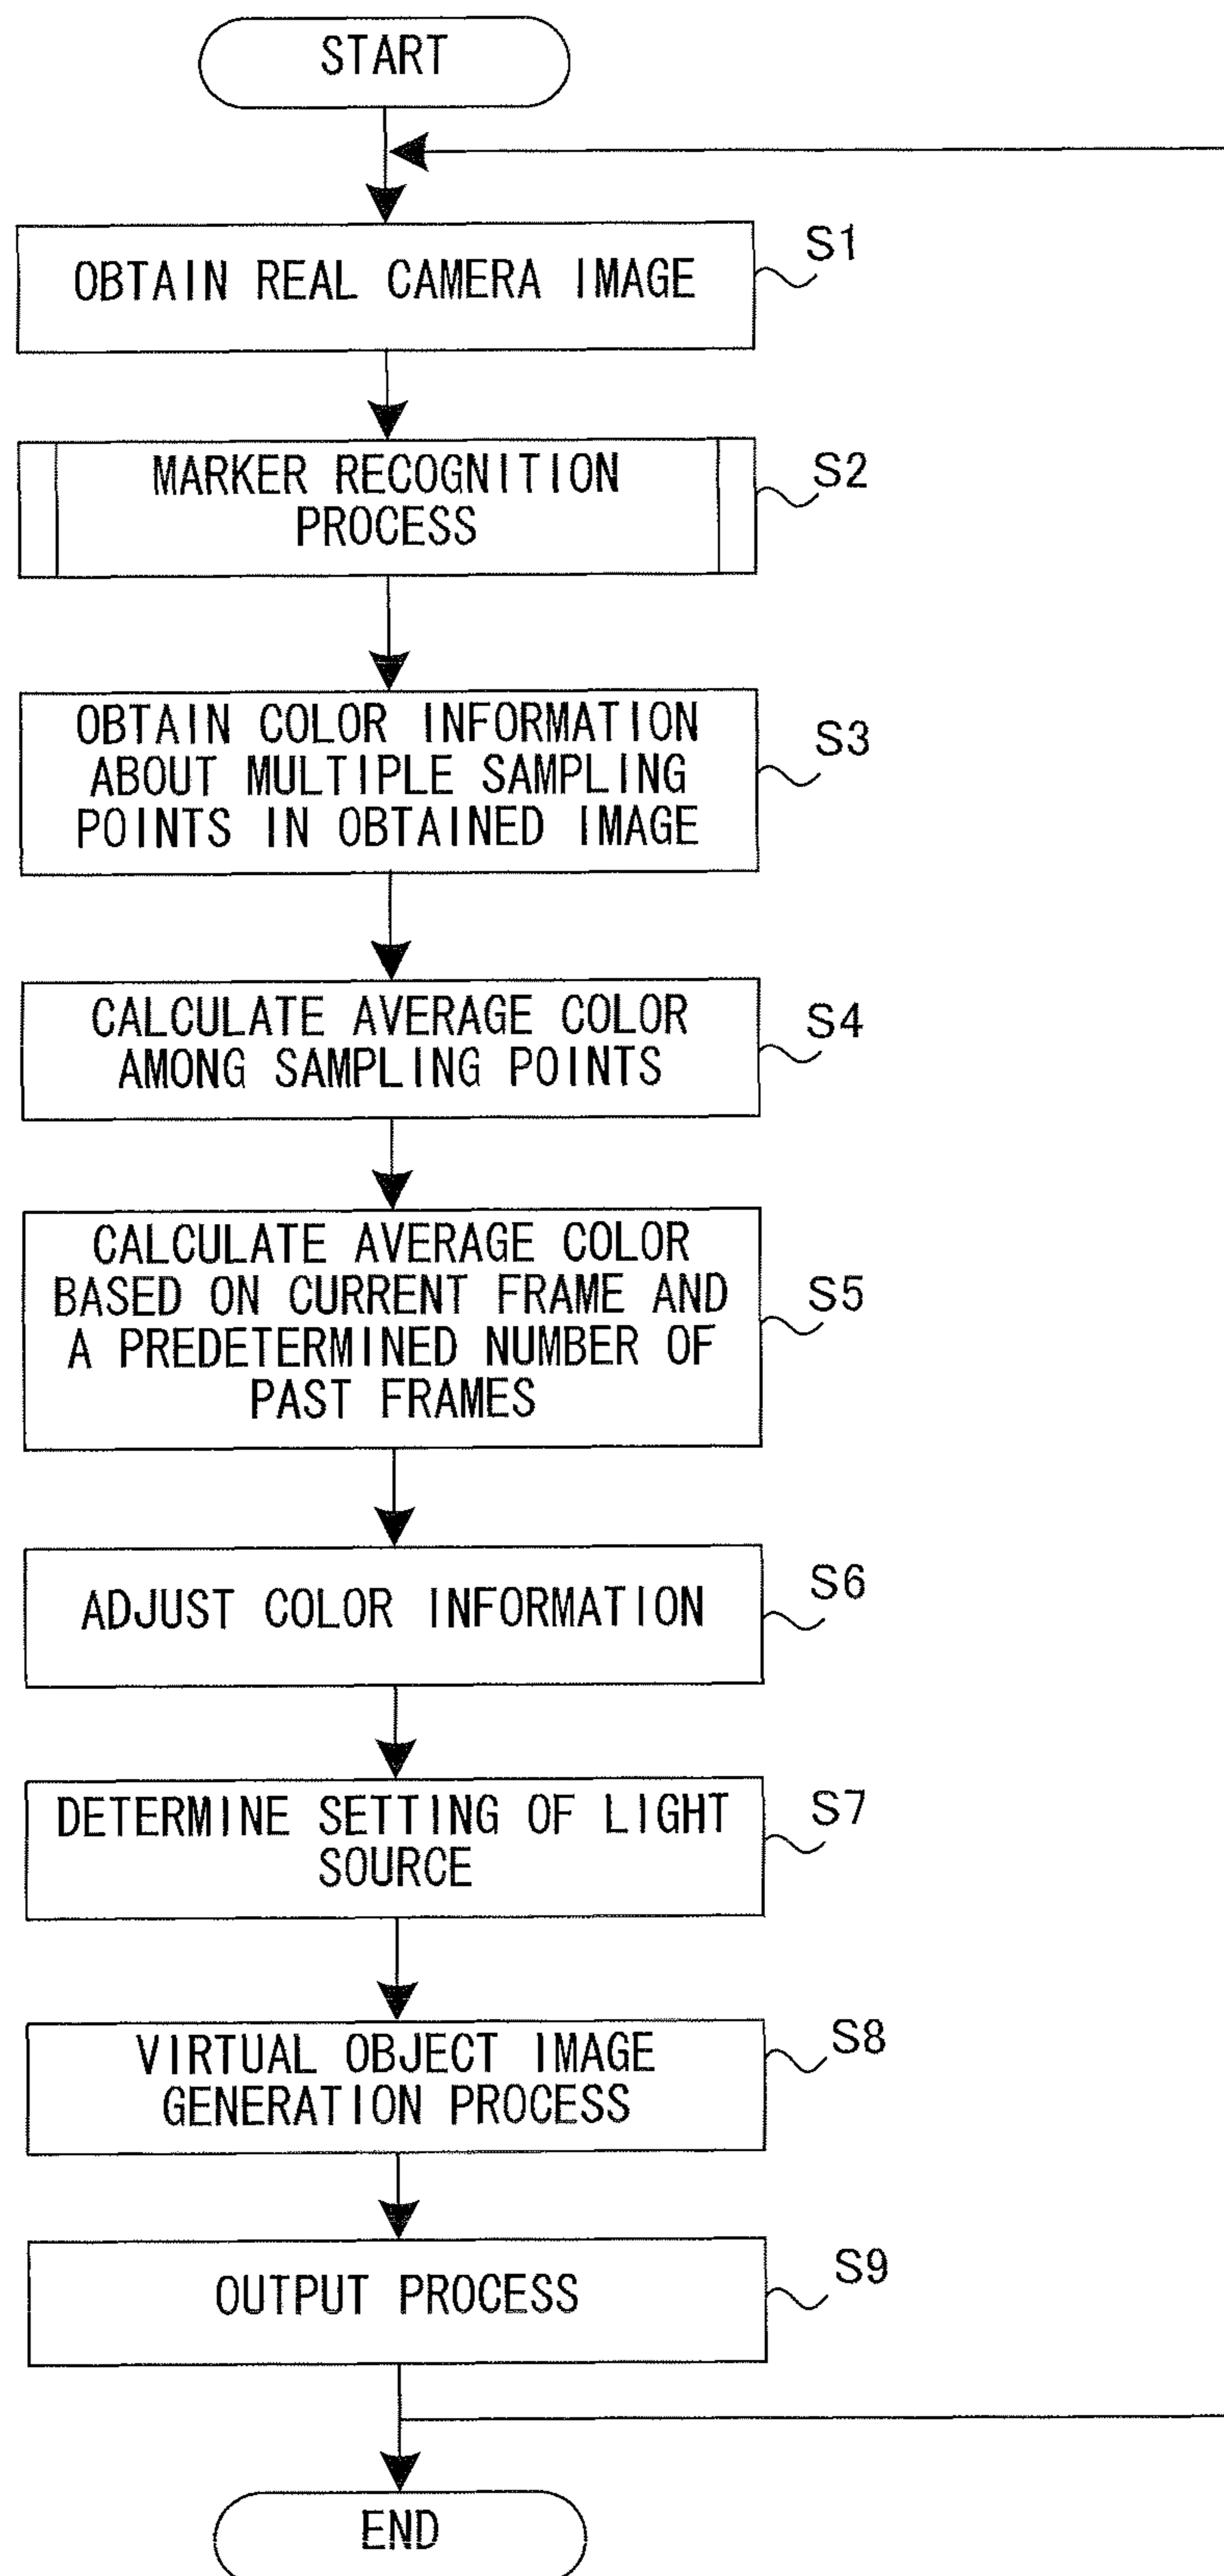 START
OBTAIN REAL CAMERA IMAGE
S1
MARKER RECOGNITION
PROCESS
S2
OBTAIN COLOR INFORMATION
ABOUT MULTIPLE SAMPLING
POINTS IN OBTAINED IMAGE
S3
CALCULATE AVERAGE COLOR
AMONG SAMPLING POINTS
S4
CALCULATE AVERAGE COLOR
BASED ON CURRENT FRAME AND
A PREDETERMINED NUMBER OF
PAST FRAMES
S5
ADJUST COLOR INFORMATION
S6
DETERMINE SETTING OF LIGHT
SOURCE
S7
VIRTUAL OBJECT IMAGE
GENERATION PROCESS
S8
OUTPUT PROCESS
S9
END